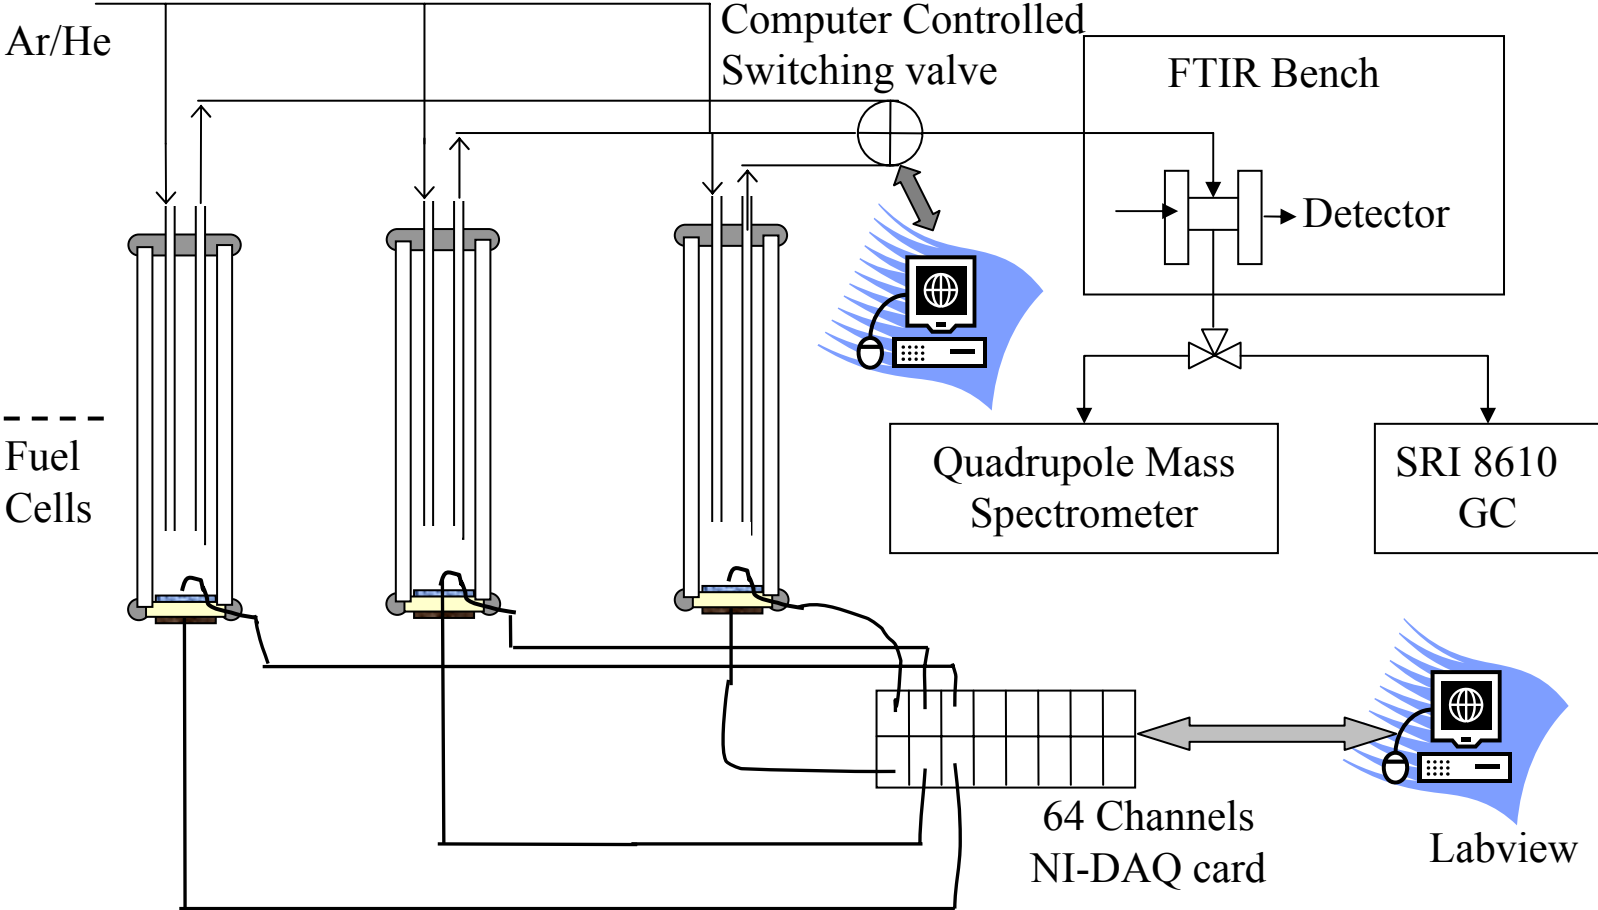 Ar/He
Computer Controlled
Switching valve
FTIR Bench
Detector
Fuel
Cells
Quadrupole Mass
Spectrometer
SRI 8610
GC
64 Channels
NI-DAQ card
Labview